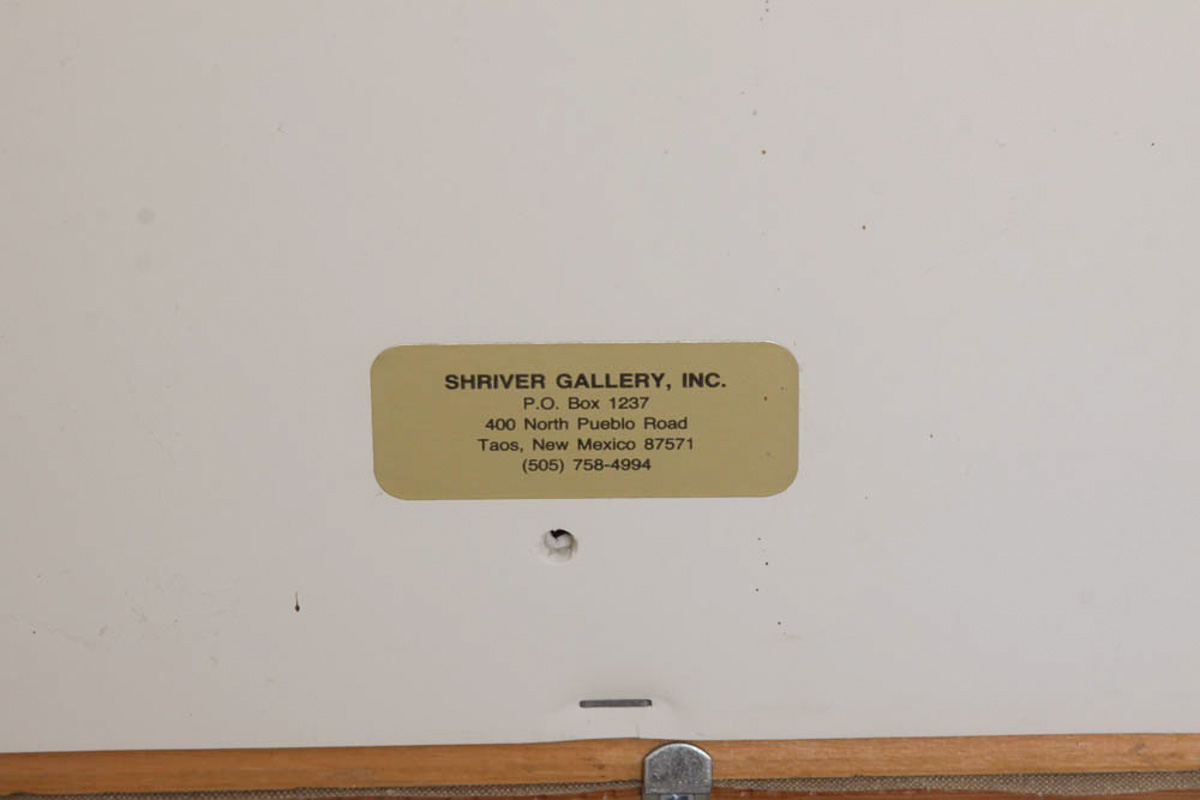 SHRIVER GALLERY, INC.
P.O. Box 1237
400 North Pueblo Road
Taos, New Mexico 87571
(505) 758-4994